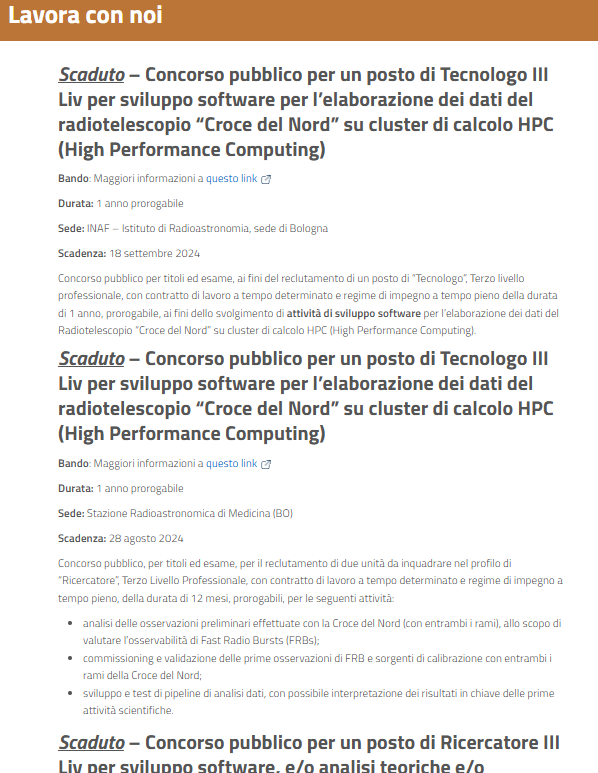 Lavora con noi
Scaduto – Concorso pubblico per un posto di Tecnologo III
Liv per sviluppo software per l’elaborazione dei dati del
radiotelescopio “Croce del Nord” su cluster di calcolo HPC
(High Performance Computing)
Bando: Maggiori informazioni a questo link
Durata: 1 anno prorogabile
Sede: INAF – Istituto di Radioastronomia, sede di Bologna
Scadenza: 18 settembre 2024
Concorso pubblico per titoli ed esame, ai fini del reclutamento di un posto di “Tecnologo”, Terzo livello
professionale, con contratto di lavoro a tempo determinato e regime di impegno a tempo pieno della durata
di 1 anno, prorogabile, ai fini dello svolgimento di attività di sviluppo software per l’elaborazione dei dati del
Radiotelescopio “Croce del Nord” su cluster di calcolo HPC (High Performance Computing).
Scaduto – Concorso pubblico per un posto di Tecnologo III
Liv per sviluppo software per l’elaborazione dei dati del
radiotelescopio “Croce del Nord” su cluster di calcolo HPC
(High Performance Computing)
Bando: Maggiori informazioni a questo link
Durata: 1 anno prorogabile
Sede: Stazione Radioastronomica di Medicina (BO)
Scadenza: 28 agosto 2024
Concorso pubblico, per titoli ed esame, per il reclutamento di due unità da inquadrare nel profilo di
“Ricercatore”, Terzo Livello Professionale, con contratto di lavoro a tempo determinato e regime di impegno a
tempo pieno, della durata di 12 mesi, prorogabili, per le seguenti attività:
• analisi delle osservazioni preliminari effettuate con la Croce del Nord (con entrambi i rami), allo scopo di
valutare l’osservabilità di Fast Radio Bursts (FRBs);
• commissioning e validazione delle prime osservazioni di FRB e sorgenti di calibrazione con entrambi i
rami della Croce del Nord;
• sviluppo e test di pipeline di analisi dati, con possibile interpretazione dei risultati in chiave delle prime
attività scientifiche.
Scaduto – Concorso pubblico per un posto di Ricercatore III
Liv per sviluppo software, e/o analisi teoriche e/o